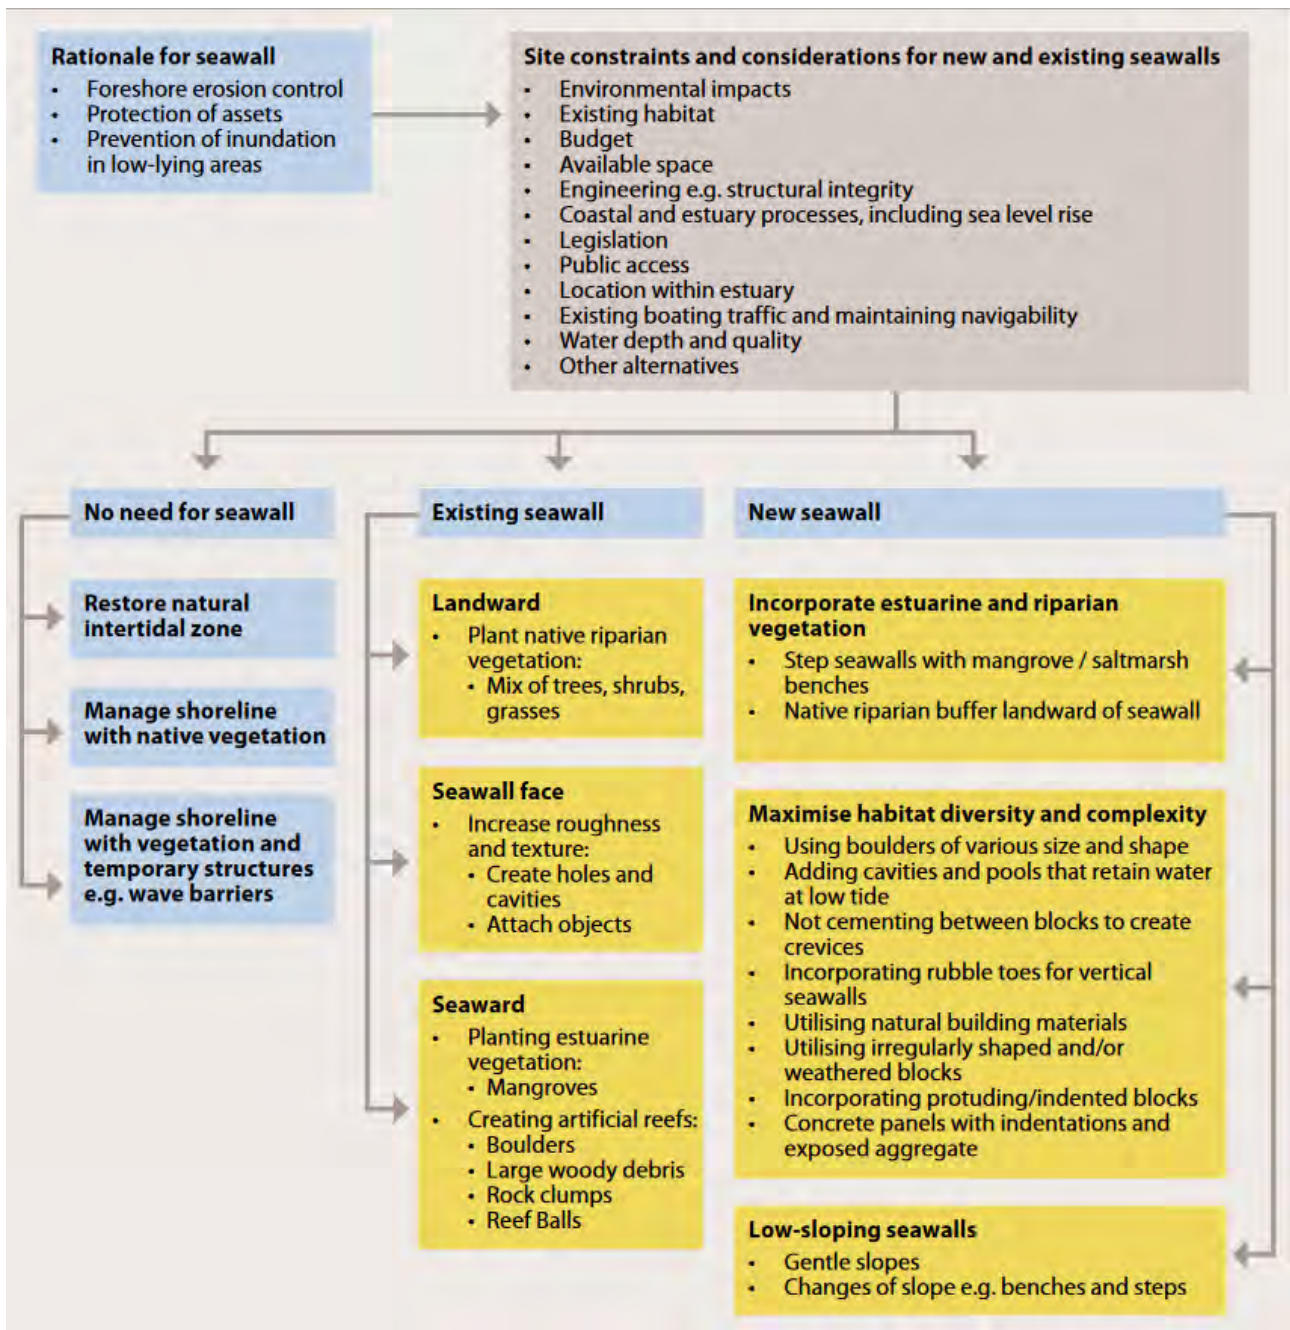 Rationale for seawall
• Foreshore erosion control
• Protection of assets
• Prevention of inundation
in low-lying areas
Site constraints and considerations for new and existing seawalls
• Environmental impacts
• Existing habitat
• Budget
• Available space
• Engineering e.g. structural integrity
• Coastal and estuary processes, including sea level rise
• Legislation
• Public access
• Location within estuary
• Existing boating traffic and maintaining navigability
• Water depth and quality
• Other alternatives
No need for seawall
Restore natural
intertidal zone
Manage shoreline
with native vegetation
Manage shoreline
with vegetation and
temporary structures
e.g. wave barriers
Existing seawall
Landward
• Plant native riparian
vegetation:
• Mix of trees, shrubs,
grasses
Seawall face
• Increase roughness
and texture:
• Create holes and
cavities
• Attach objects
Seaward
• Planting estuarine
vegetation:
• Mangroves
• Creating artificial reefs:
• Boulders
• Large woody debris
• Rock clumps
• Reef Balls
New seawall
Incorporate estuarine and riparian
vegetation
• Step seawalls with mangrove / saltmarsh
benches
• Native riparian buffer landward of seawall
Maximise habitat diversity and complexity
• Using boulders of various size and shape
• Adding cavities and pools that retain water
at low tide
• Not cementing between blocks to create
crevices
• Incorporating rubble toes for vertical
seawalls
• Utilising natural building materials
• Utilising irregularly shaped and/or
weathered blocks
• Incorporating protuding/indented blocks
• Concrete panels with indentations and
exposed aggregate
Low-sloping seawalls
• Gentle slopes
• Changes of slope e.g. benches and steps